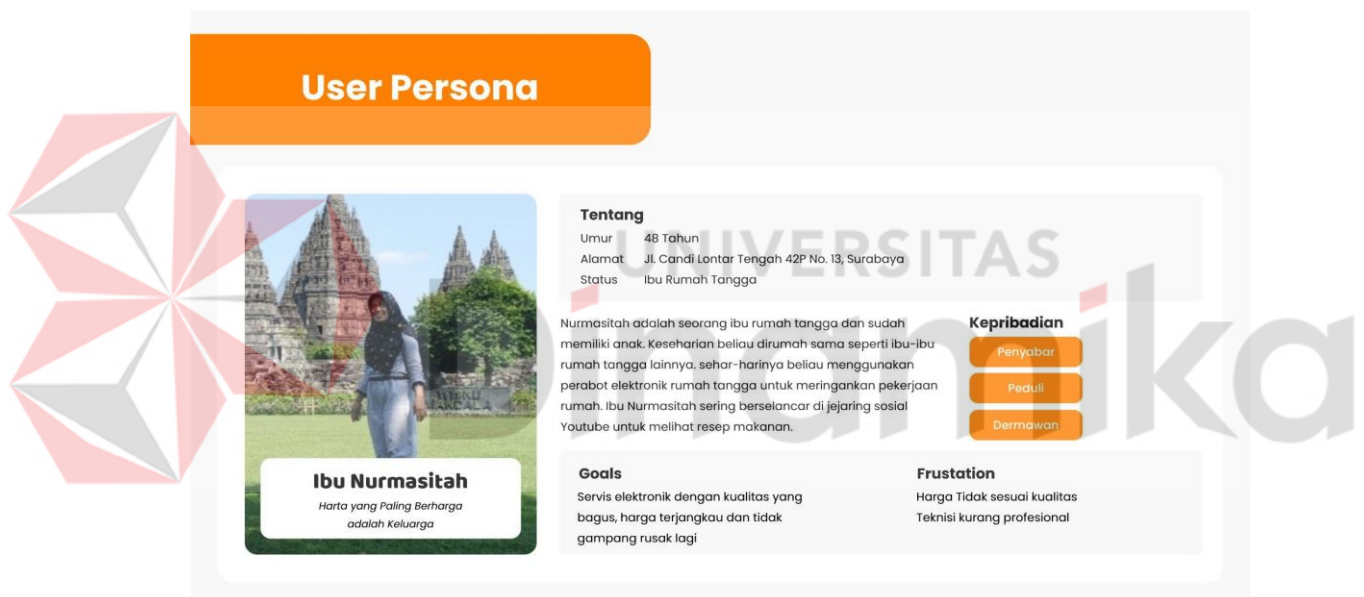 User Persona
Tentang
Umur 48 Tahun
Alamat Jl. Candi Lontar Tengah 42P No. 13, Surabaya
Status Ibu Rumah Tangga
UNIVERSITAS
Dinamika
Nurmasitah adalah seorang ibu rumah tangga dan sudah
memiliki anak. Keseharian beliau dirumah sama seperti ibu-ibu
rumah tangga lainnya, sehar-harinya beliau menggunakan
perabot elektronik rumah tangga untuk meringankan pekerjaan
rumah. Ibu Nurmasitah sering berselancar di jejaring sosial
Youtube untuk melihat resep makanan.
Kepribadian
Penyabar
Peduli
Dermawan
Ibu Nurmasitah
Harta yang Paling Berharga
adalah Keluarga
Goals
Servis elektronik dengan kualitas yang
bagus, harga terjangkau dan tidak
gampang rusak lagi
Frustation
Harga Tidak sesuai kualitas
Teknisi kurang profesional